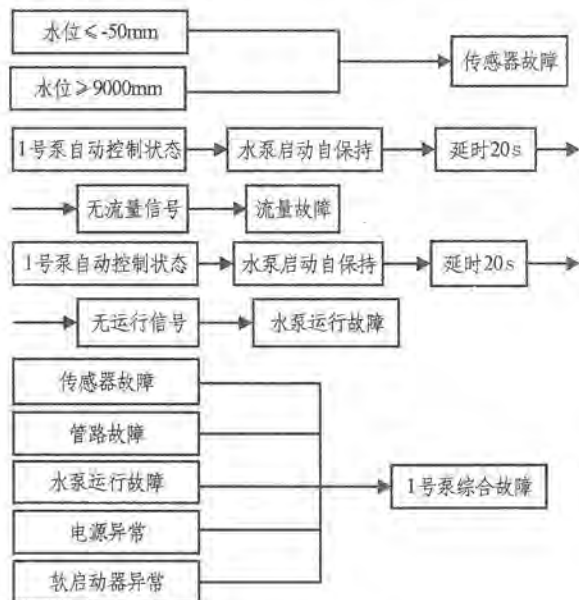 水位≤-50mm
传感器故障
水位≥9000mm
1号泵自动控制状态 水泵启动自保持 延时20s
无流量信号 流量故障
1号泵自动控制状态 水泵启动自保持 延时20s
无运行信号 水泵运行故障
传感器故障
管路故障
水泵运行故障 1号泵综合故障
电源异常
软启动器异常